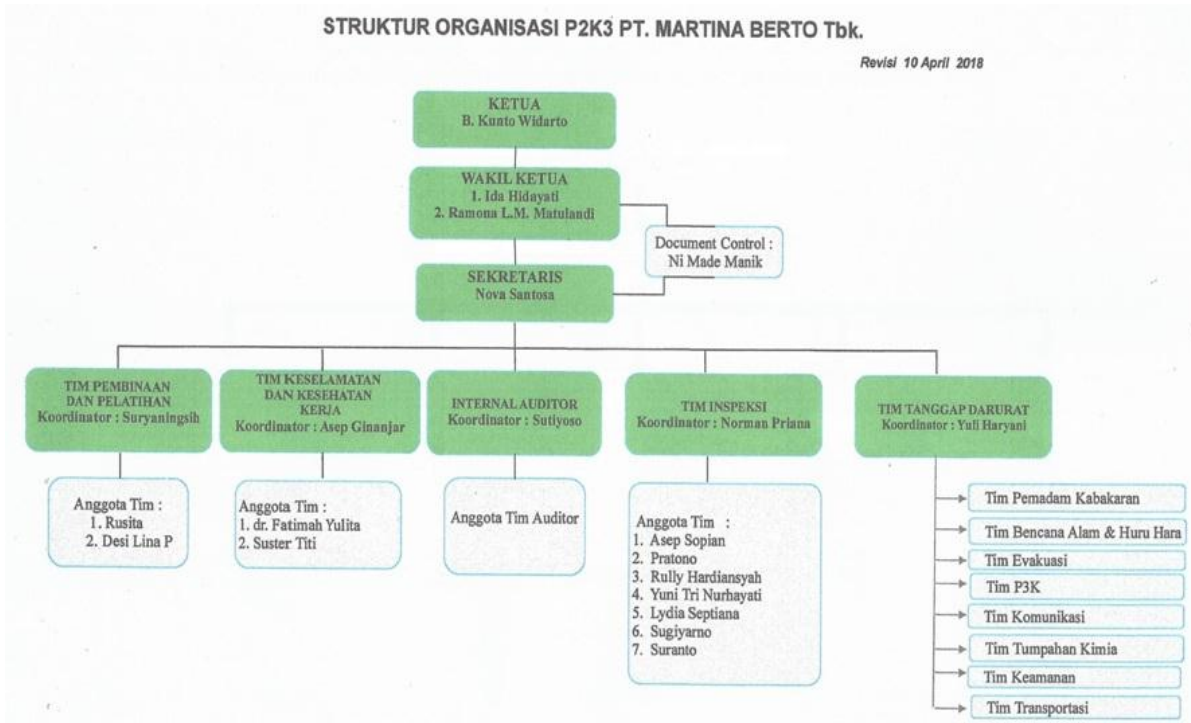 STRUKTUR ORGANISASI P2K3 PT. MARTINA BERTO Tbk.
Revisi 10 April 2018
KETUA
B. Kunto Widarto
WAKIL KETUA
1. Ida Hidayati
2. Ramona L.M. Matulandi
Document Control :
Ni Made Manik
SEKRETARIS
Nova Santosa
TIM PEMBINAAN
DAN PELATIHAN
Koordinator : Suryaningsih
TIM KESELAMATAN
DAN KESEHATAN
KERJA
Koordinator : Asep Ginanjar
INTERNAL AUDITOR
Koordinator : Sutiyoso
TIM INSPEKSI
Koordinator : Norman Priana
TIM TANGGAP DARURAT
Koordinator : Yuli Haryani
Anggota Tim :
1. Rusita
2. Desi Lina P
Anggota Tim :
1. dr. Fatimah Yulita
2. Suster Titi
Anggota Tim Auditor
Anggota Tim :
1. Asep Sopian
2. Pratono
3. Rully Hardiansyah
4. Yuni Tri Nurhayati
5. Lydia Septiana
6. Sugiyarno
7. Suranto
Tim Pemadam Kabakaran
Tim Bencana Alam & Huru Hara
Tim Evakuasi
Tim P3K
Tim Komunikasi
Tim Tumpahan Kimia
Tim Keamanan
Tim Transportasi